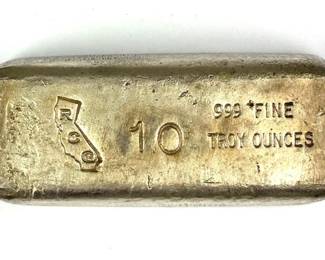 R
C
G
10
999 + FINE
TROY OUNCES